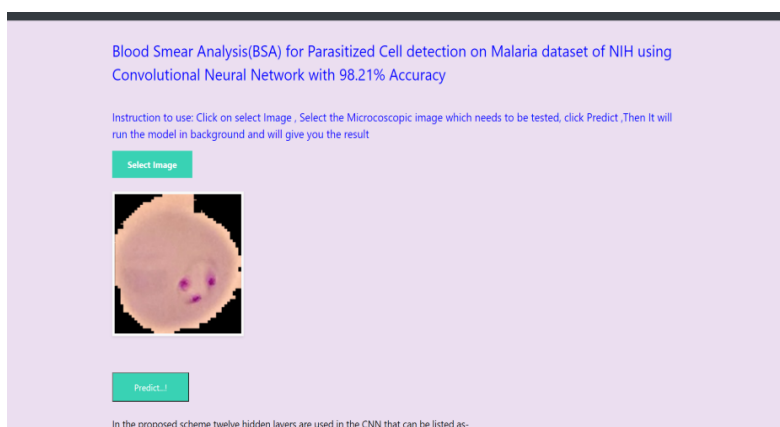 Blood Smear Analysis(BSA) for Parasitized Cell detection on Malaria dataset of NIH using
Convolutional Neural Network with 98.21% Accuracy
Instruction to use: Click on select Image , Select the Micrococopic image which needs to be tested, click Predict ,Then It will
run the model in background and will give you the result
Select Image
Predict..!
In the proposed scheme twelve hidden layers are used in the CNN that can be listed as-